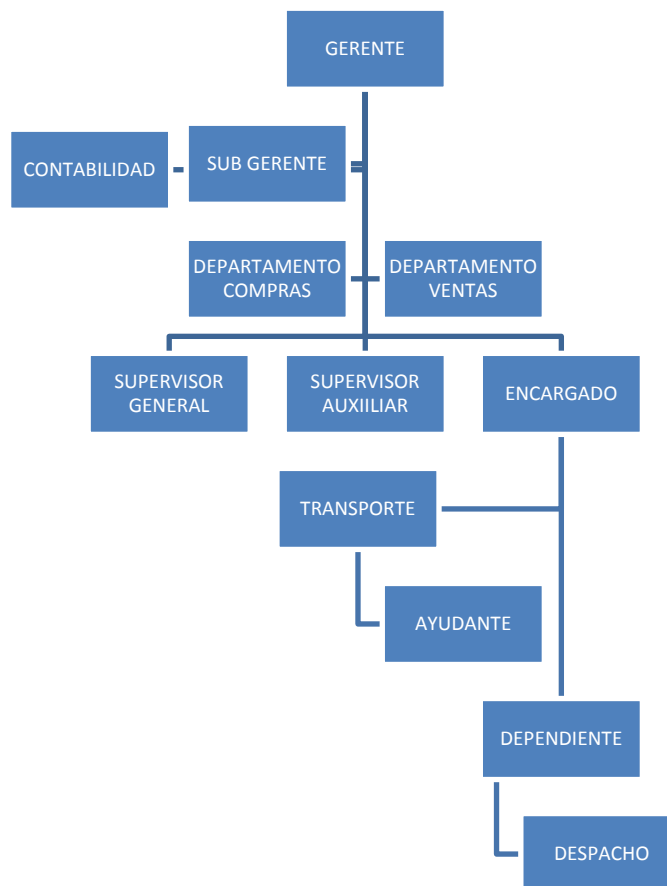 GERENTE
CONTABILIDAD
SUB GERENTE
DEPARTAMENTO
COMPRAS
DEPARTAMENTO
VENTAS
SUPERVISOR
GENERAL
SUPERVISOR
AUXIILIAR
ENCARGADO
TRANSPORTE
AYUDANTE
DEPENDIENTE
DESPACHO